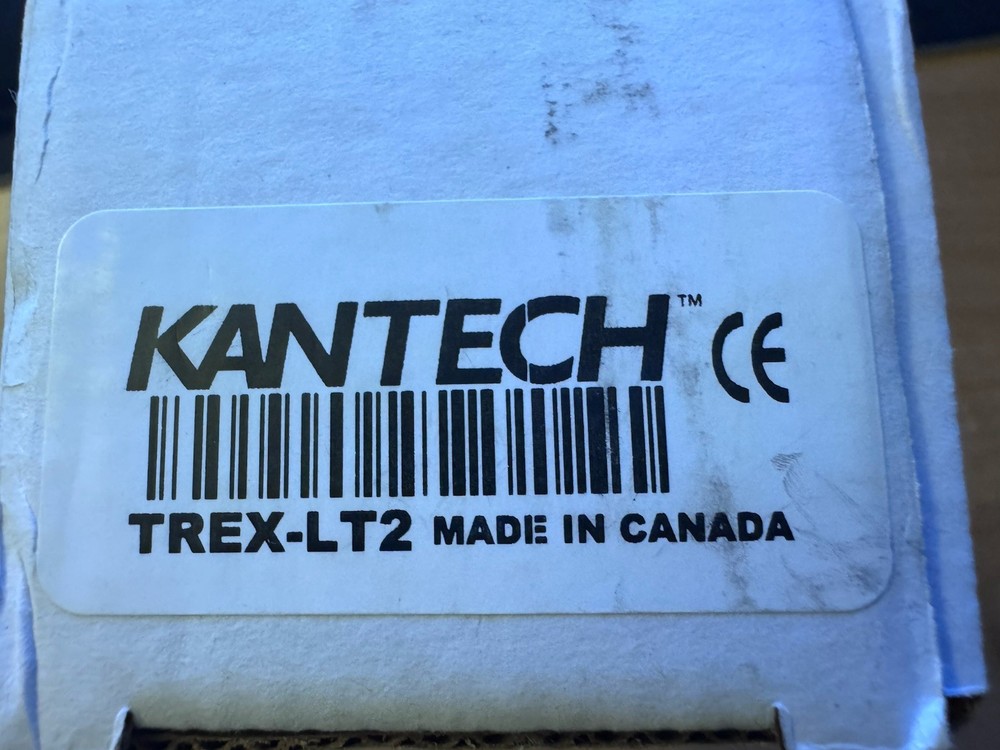 KANTECH™ CE
TREX-LT2 MADE IN CANADA